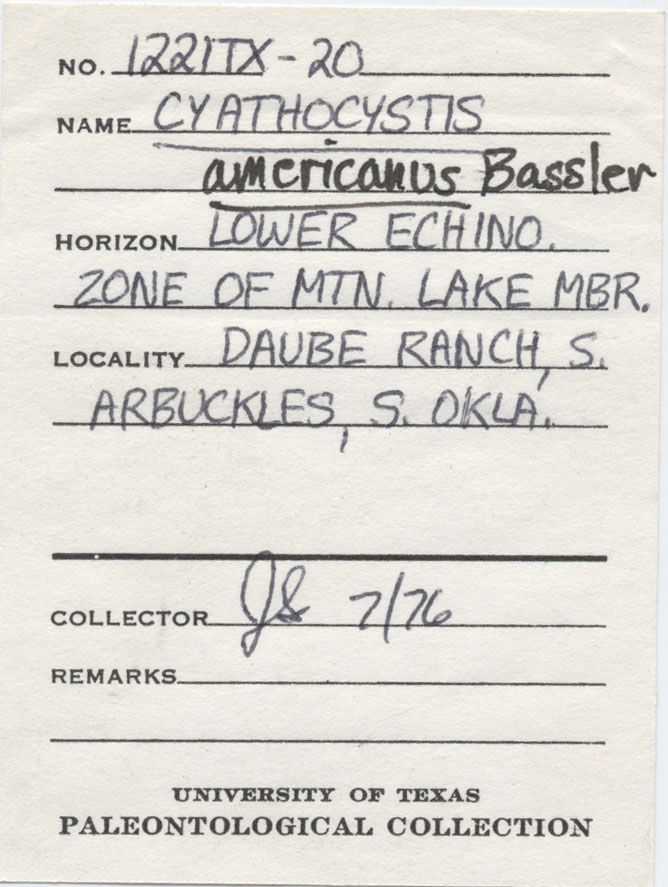 NO. 1221TX-20
NAME CYATHOCYSTIS
americanus Bassler
HORIZON LOWER ECHINO.
ZONE OF MTN. LAKE MBR.
LOCALITY DAUBE RANCH, S.
ARBUCKLES, S. OKLA.
COLLECTOR 7/76
REMARKS
UNIVERSITY OF TEXAS
PALEONTOLOGICAL COLLECTION